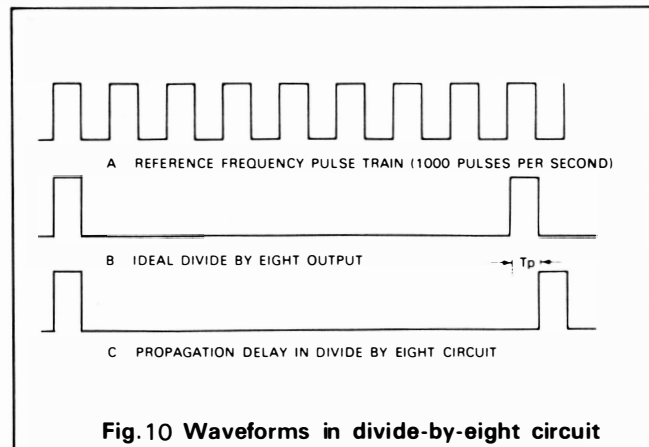 A REFERENCE FREQUENCY PULSE TRAIN (1000 PULSES PER SECOND)
B IDEAL DIVIDE BY EIGHT OUTPUT
Tp
C PROPAGATION DELAY IN DIVIDE BY EIGHT CIRCUIT
Fig.10 Waveforms in divide-by-eight circuit